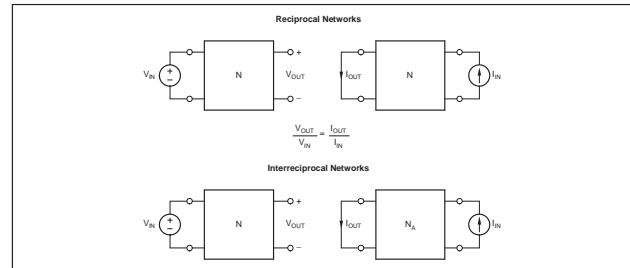 Reciprocal Networks
V_IN + − N + V_OUT − I_OUT N I_IN
V_OUT / V_IN = I_OUT / I_IN
Interreciprocal Networks
V_IN + − N + V_OUT − I_OUT N_A I_IN